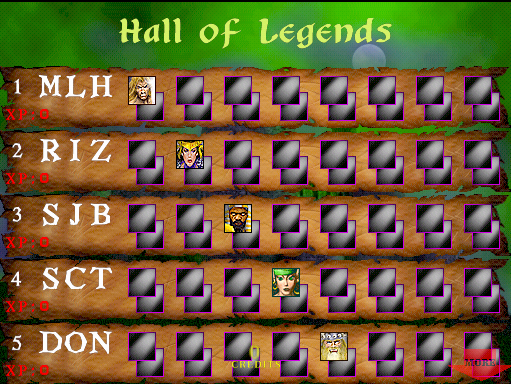 Hall of Legends
1 MLH
XP: 0
2 RIZ
XP: 0
3 SJB
XP: 0
4 SCT
XP: 0
5 DON
XP: 0
0
CREDITS